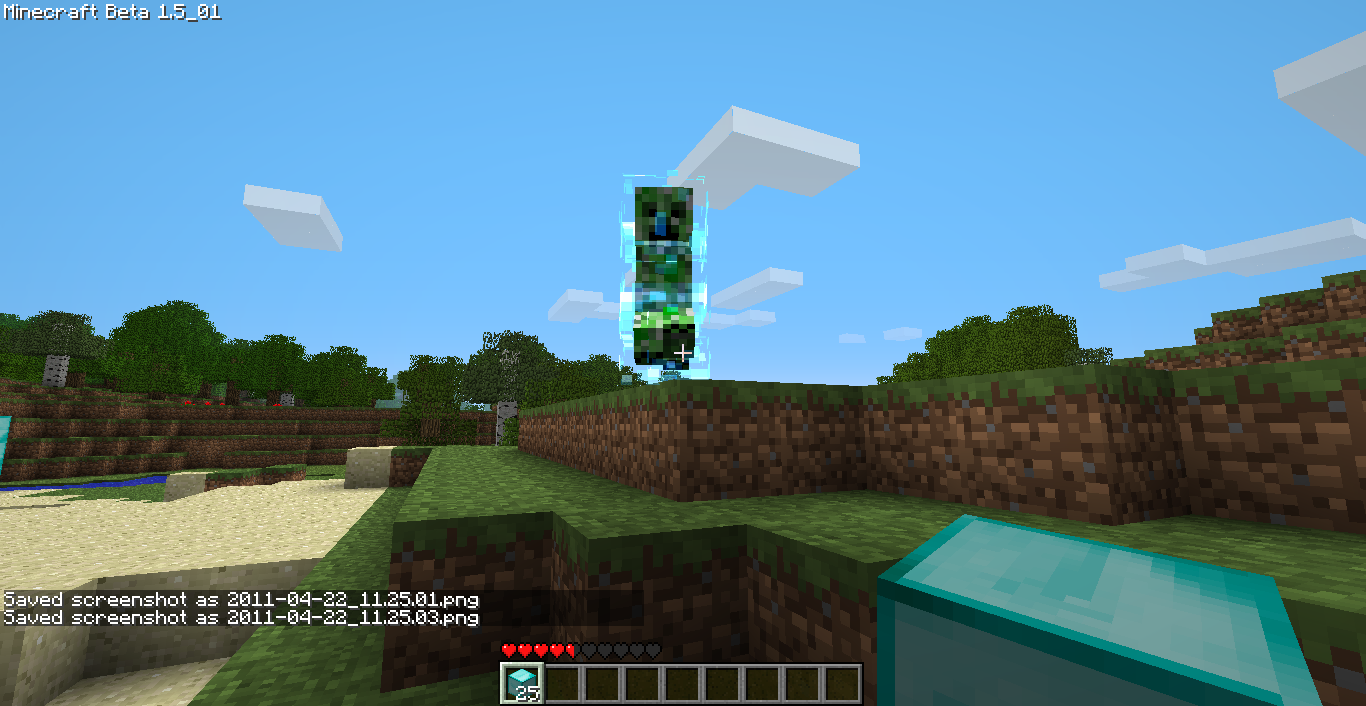 Minecraft Beta 1.5_01
Saved screenshot as 2011-04-22_11.25.01.png
Saved screenshot as 2011-04-22_11.25.03.png
25